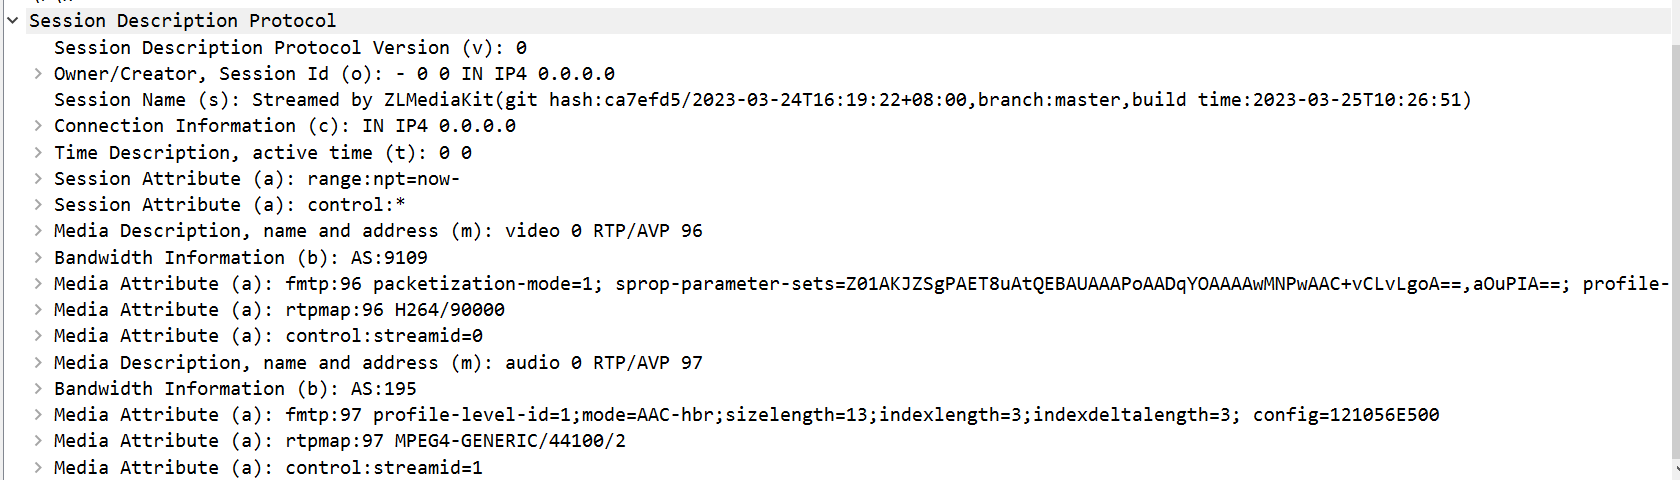 Session Description Protocol
Session Description Protocol Version (v): 0
Owner/Creator, Session Id (o): - 0 0 IN IP4 0.0.0.0
Session Name (s): Streamed by ZLMediaKit(git hash:ca7efd5/2023-03-24T16:19:22+08:00,branch:master,build time:2023-03-25T10:26:51)
Connection Information (c): IN IP4 0.0.0.0
Time Description, active time (t): 0 0
Session Attribute (a): range:npt=now-
Session Attribute (a): control:*
Media Description, name and address (m): video 0 RTP/AVP 96
Bandwidth Information (b): AS:9109
Media Attribute (a): fmtp:96 packetization-mode=1; sprop-parameter-sets=Z01AKJZSgPAET8uAtQEBAUAAAPoAADqYOAAAAwMNPwAAC+vCLvLgoA==,aOuPIA==; profile-
Media Attribute (a): rtpmap:96 H264/90000
Media Attribute (a): control:streamid=0
Media Description, name and address (m): audio 0 RTP/AVP 97
Bandwidth Information (b): AS:195
Media Attribute (a): fmtp:97 profile-level-id=1;mode=AAC-hbr;sizelength=13;indexlength=3;indexdeltalength=3; config=121056E500
Media Attribute (a): rtpmap:97 MPEG4-GENERIC/44100/2
Media Attribute (a): control:streamid=1